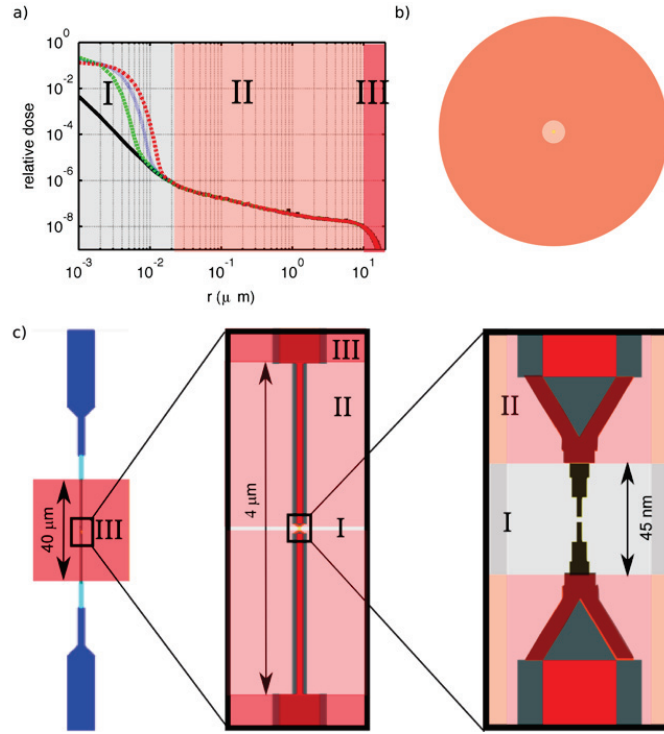 a)
relative dose
10^0
10^-2
10^-4
10^-6
10^-8
I
II
III
10^-3
10^-2
10^-1
10^0
10^1
r (μ m)
b)
c)
40 μm
III
4 μm
III
II
I
II
I
45 nm